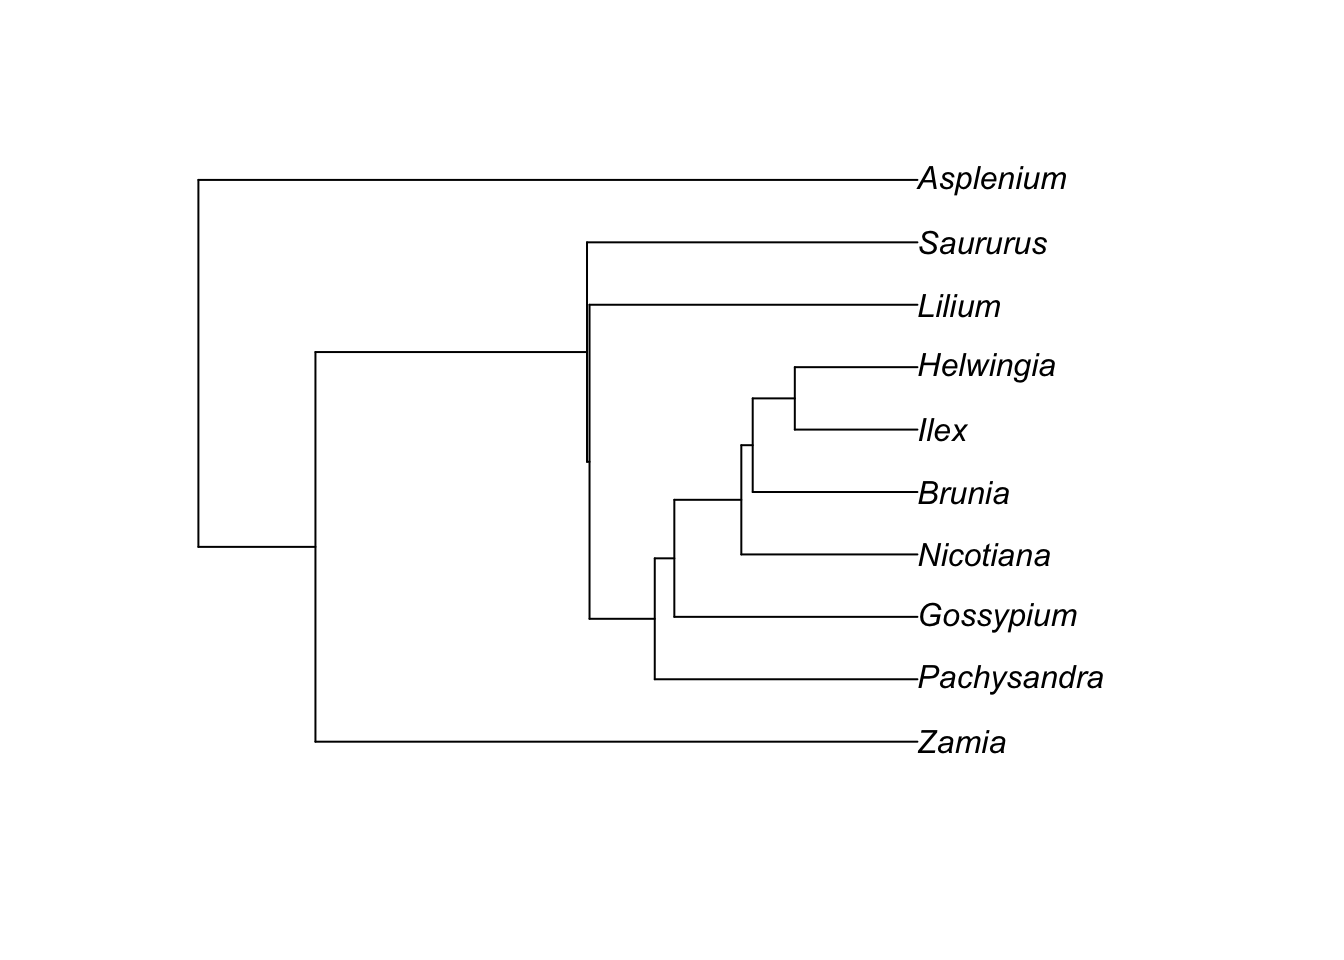 Asplenium
Saururus
Lilium
Helwingia
Ilex
Brunia
Nicotiana
Gossypium
Pachysandra
Zamia